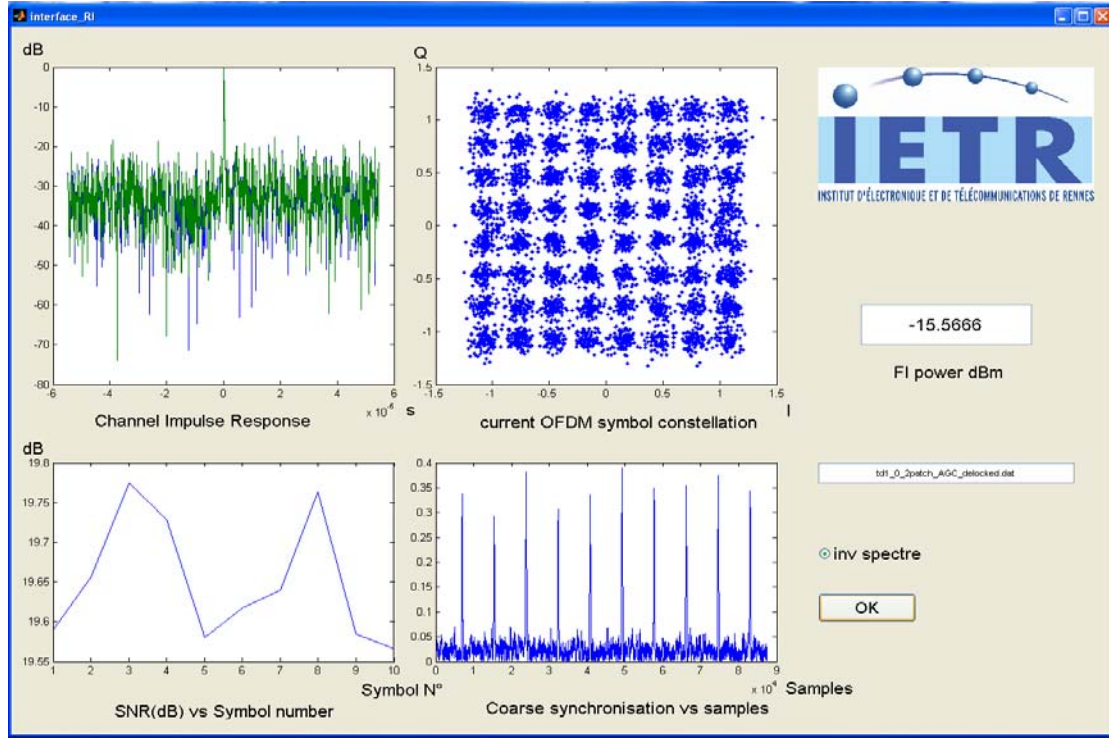 interface_RI
dB
0
-10
-20
-30
-40
-50
-60
-70
-80
-6 -4 -2 0 2 4 6
x 10⁻⁶ s
Channel Impulse Response
Q
1.5
1
0.5
0
-0.5
-1
-1.5
-1.5 -1 -0.5 0 0.5 1 1.5
I
current OFDM symbol constellation
IETR
INSTITUT D'ÉLECTRONIQUE ET DE TÉLÉCOMMUNICATIONS DE RENNES
-15.5666
FI power dBm
dB
19.8
19.75
19.7
19.65
19.6
19.55
1 2 3 4 5 6 7 8 9 10
Symbol N°
SNR(dB) vs Symbol number
0.4
0.35
0.3
0.25
0.2
0.15
0.1
0.05
0
0 1 2 3 4 5 6 7 8 9
x 10⁴ Samples
Coarse synchronisation vs samples
td1_0_2patch_AGC_delocked.dat
inv spectre
OK